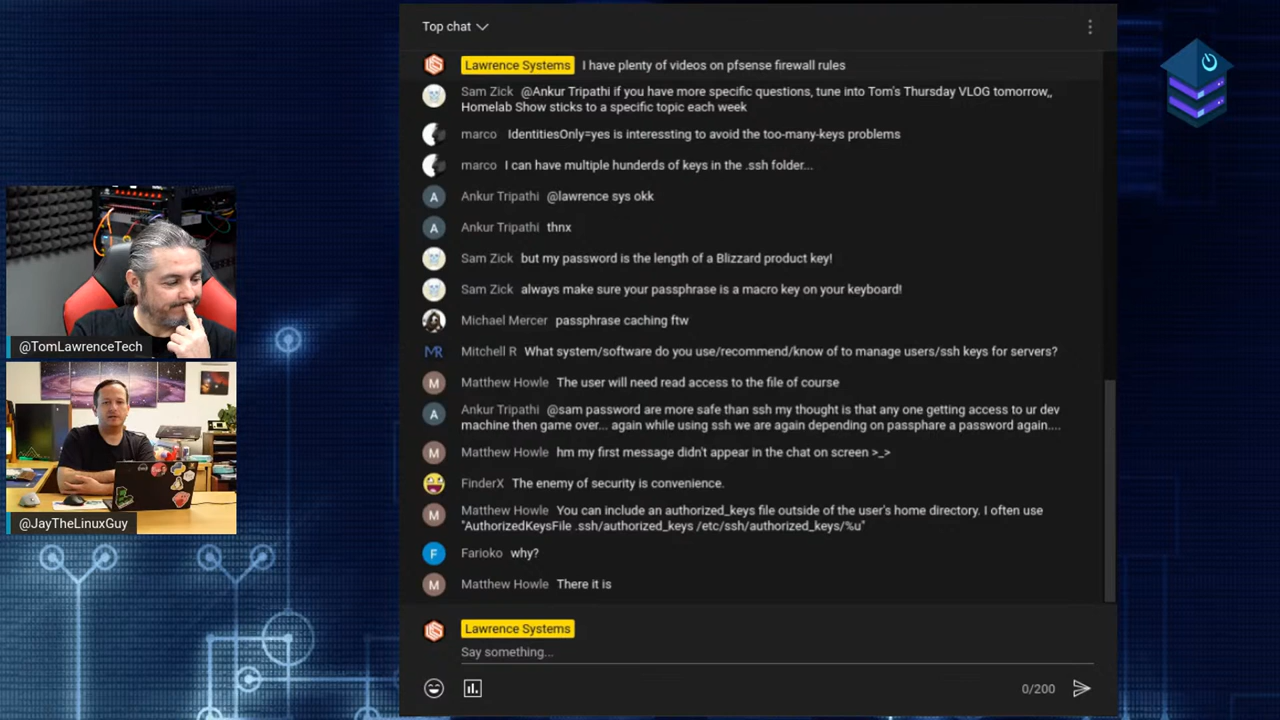 Top chat
Lawrence Systems I have plenty of videos on pfsense firewall rules
Sam Zick @Ankur Tripathi if you have more specific questions, tune into Tom's Thursday VLOG tomorrow,,
Homelab Show sticks to a specific topic each week
marco IdentitiesOnly=yes is interessting to avoid the too-many-keys problems
marco I can have multiple hunderds of keys in the .ssh folder...
A Ankur Tripathi @lawrence sys okk
A Ankur Tripathi thnx
Sam Zick but my password is the length of a Blizzard product key!
Sam Zick always make sure your passphrase is a macro key on your keyboard!
Michael Mercer passphrase caching ftw
MR Mitchell R What system/software do you use/recommend/know of to manage users/ssh keys for servers?
M Matthew Howle The user will need read access to the file of course
A Ankur Tripathi @sam password are more safe than ssh my thought is that any one getting access to ur dev
machine then game over... again while using ssh we are again depending on passphare a password again....
M Matthew Howle hm my first message didn't appear in the chat on screen >_>
FinderX The enemy of security is convenience.
M Matthew Howle You can include an authorized_keys file outside of the user's home directory. I often use
"AuthorizedKeysFile .ssh/authorized_keys /etc/ssh/authorized_keys/%u"
F Farioko why?
M Matthew Howle There it is
Lawrence Systems
Say something...
0/200
@TomLawrenceTech
@JayTheLinuxGuy